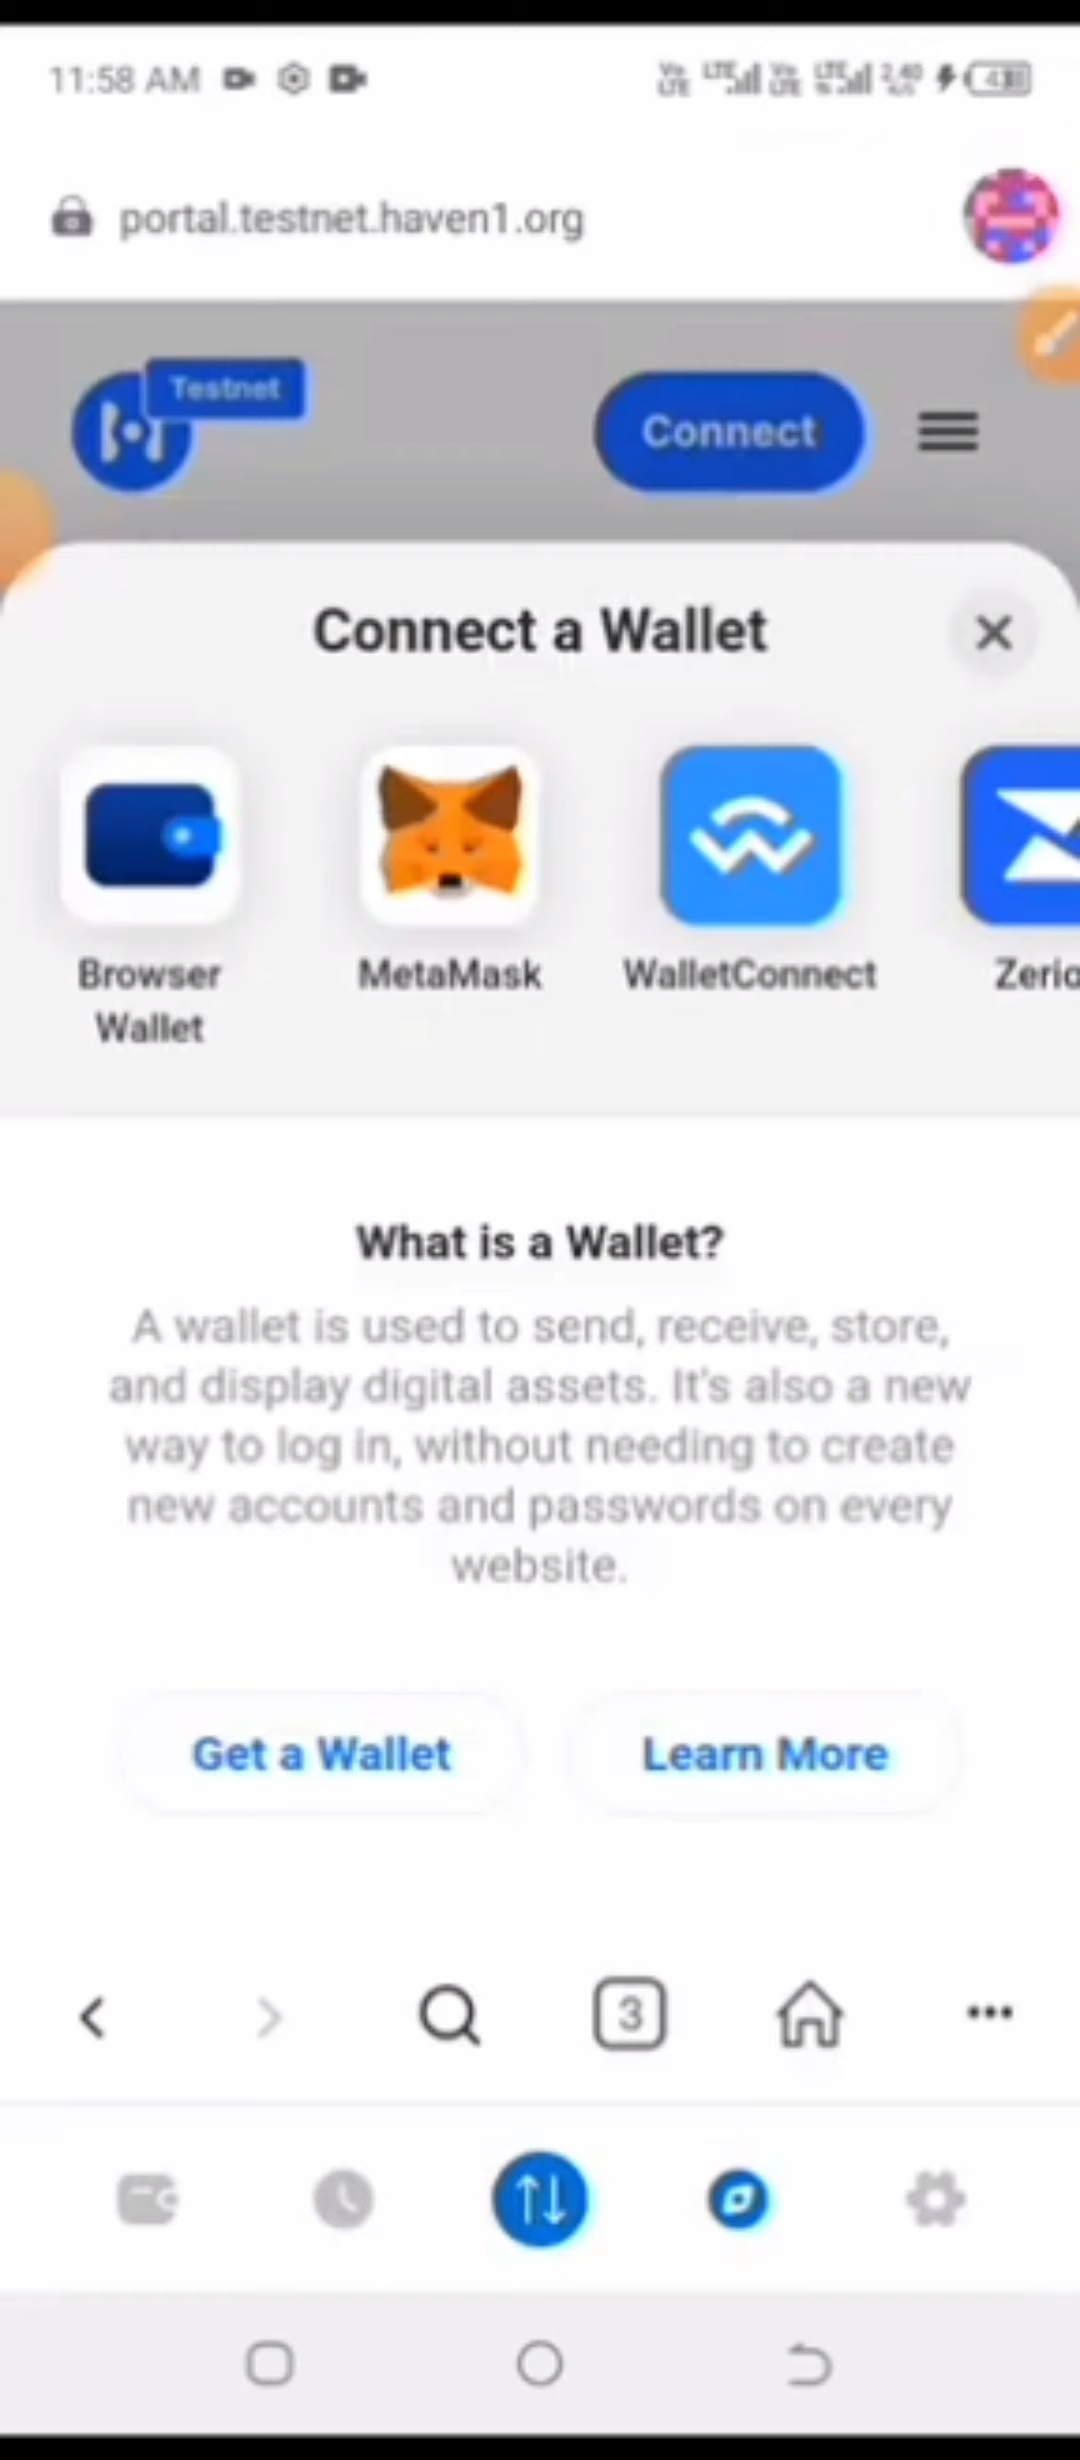 11:58 AM
portal.testnet.haven1.org
Testnet
Connect
Connect a Wallet
Browser
Wallet
MetaMask
WalletConnect
Zerio
What is a Wallet?
A wallet is used to send, receive, store,
and display digital assets. It's also a new
way to log in, without needing to create
new accounts and passwords on every
website.
Get a Wallet
Learn More
3